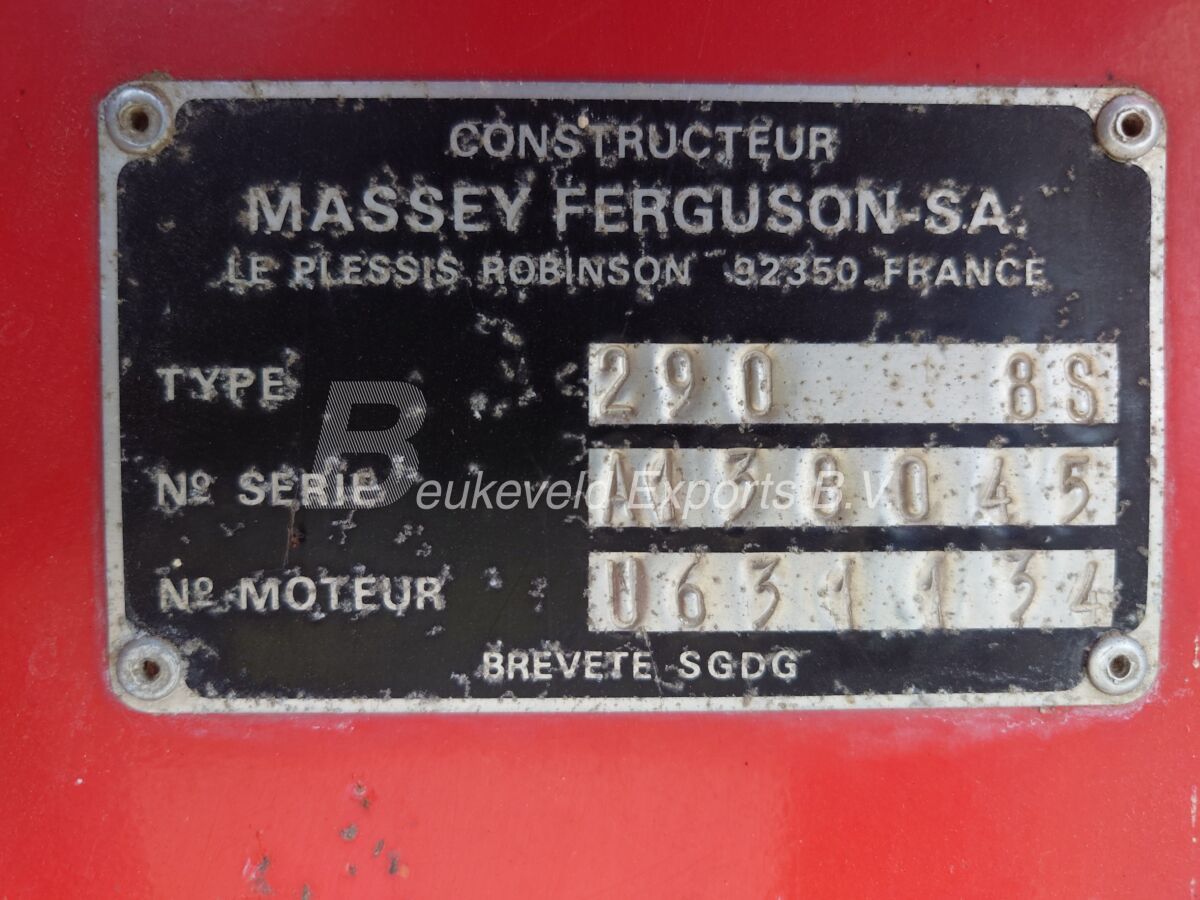 CONSTRUCTEUR
MASSEY FERGUSON-S.A.
LE PLESSIS ROBINSON 92350 FRANCE
TYPE 290 8S
Nº SERIE
Beukeveld Exports B.V.
Nº MOTEUR U631134
BREVETE SGDG